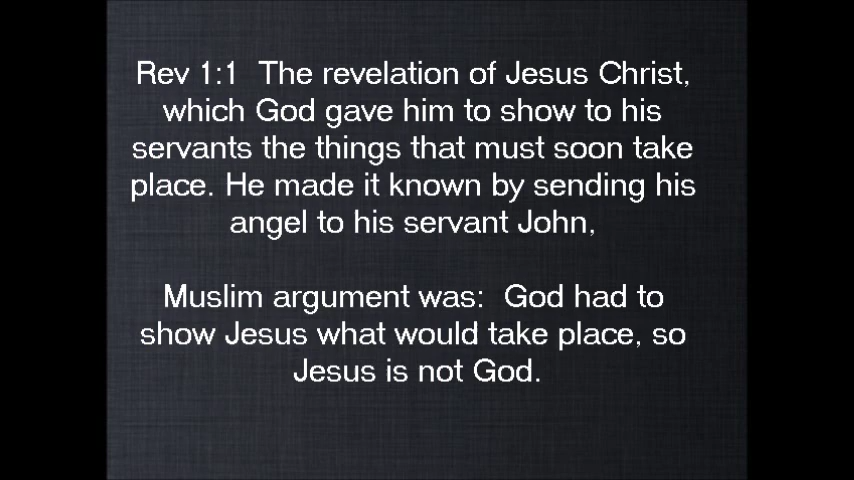 Rev 1:1  The revelation of Jesus Christ,
which God gave him to show to his
servants the things that must soon take
place. He made it known by sending his
angel to his servant John,
Muslim argument was:  God had to
show Jesus what would take place, so
Jesus is not God.